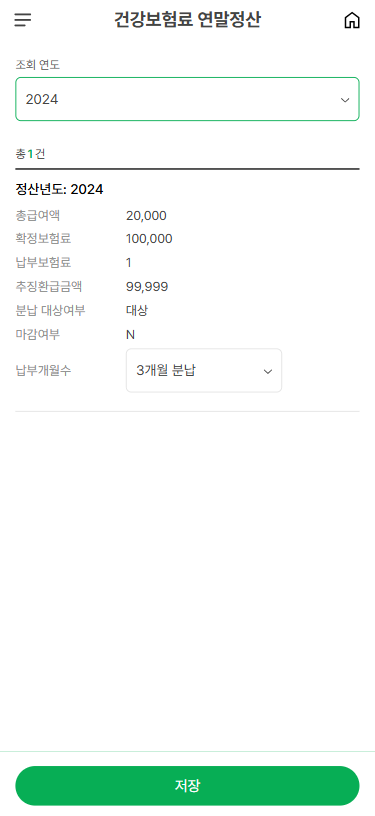 건강보험료 연말정산
조회 연도
2024
총 1 건
정산년도: 2024
총급여액 20,000
확정보험료 100,000
납부보험료 1
추징환급금액 99,999
분납 대상여부 대상
마감여부 N
납부개월수 3개월 분납
저장